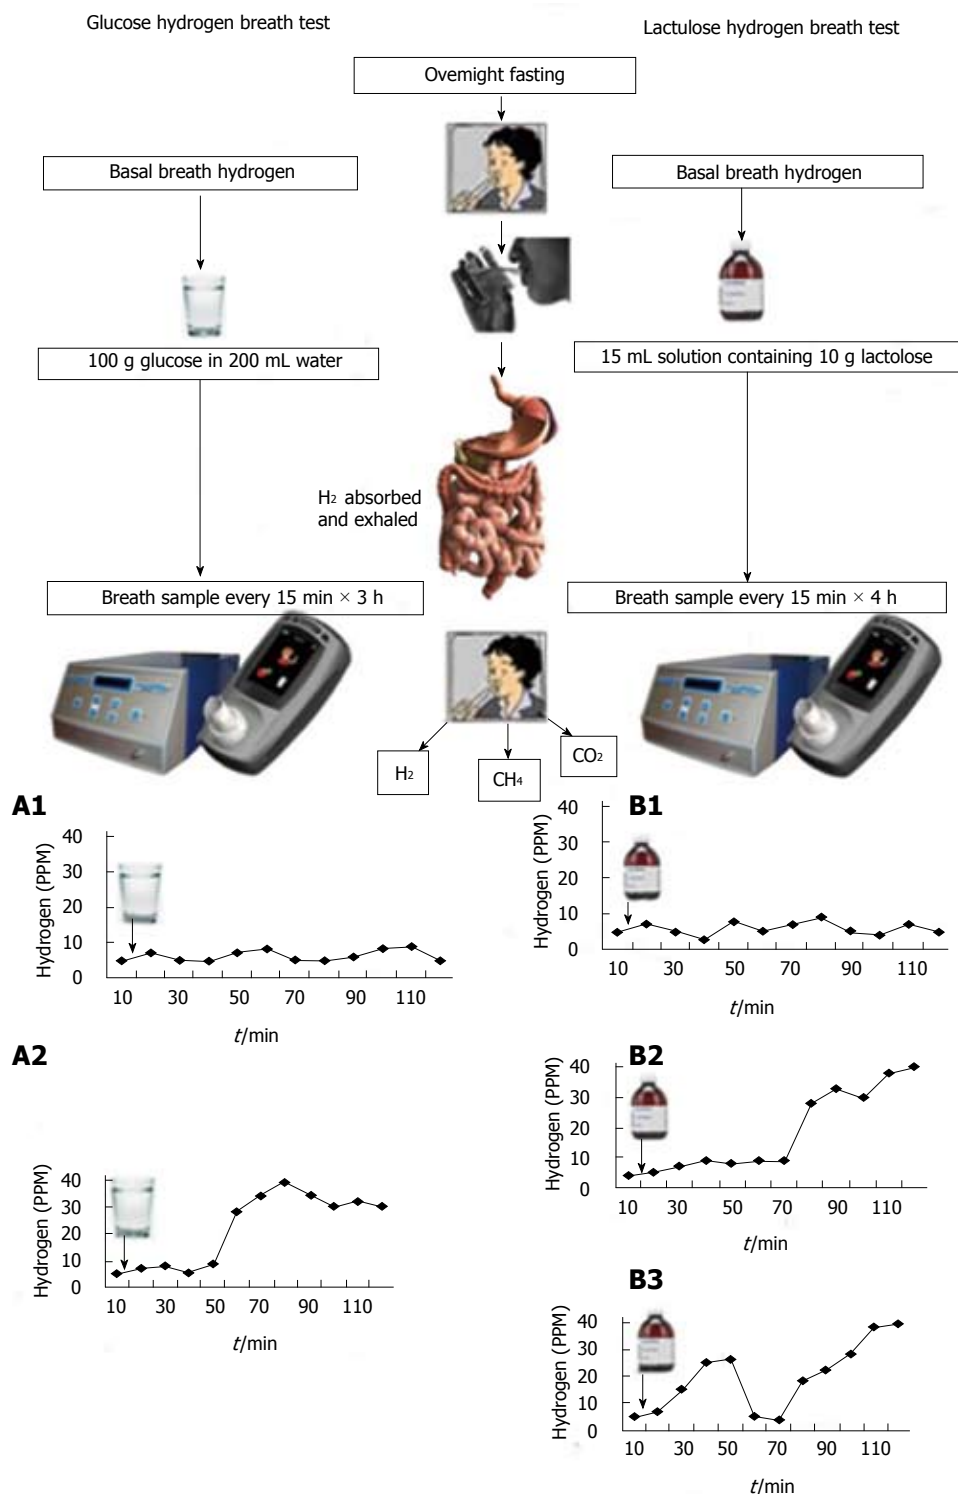 Glucose hydrogen breath test
Lactulose hydrogen breath test
Ovemight fasting
Basal breath hydrogen
Basal breath hydrogen
100 g glucose in 200 mL water
15 mL solution containing 10 g lactolose
H2 absorbed
and exhaled
Breath sample every 15 min × 3 h
Breath sample every 15 min × 4 h
H2
CH4
CO2
A1
Hydrogen (PPM)
40
30
20
10
0
10 30 50 70 90 110
t/min
B1
Hydrogen (PPM)
40
30
20
10
0
10 30 50 70 90 110
t/min
A2
Hydrogen (PPM)
40
30
20
10
0
10 30 50 70 90 110
t/min
B2
Hydrogen (PPM)
40
30
20
10
0
10 30 50 70 90 110
t/min
B3
Hydrogen (PPM)
40
30
20
10
0
10 30 50 70 90 110
t/min